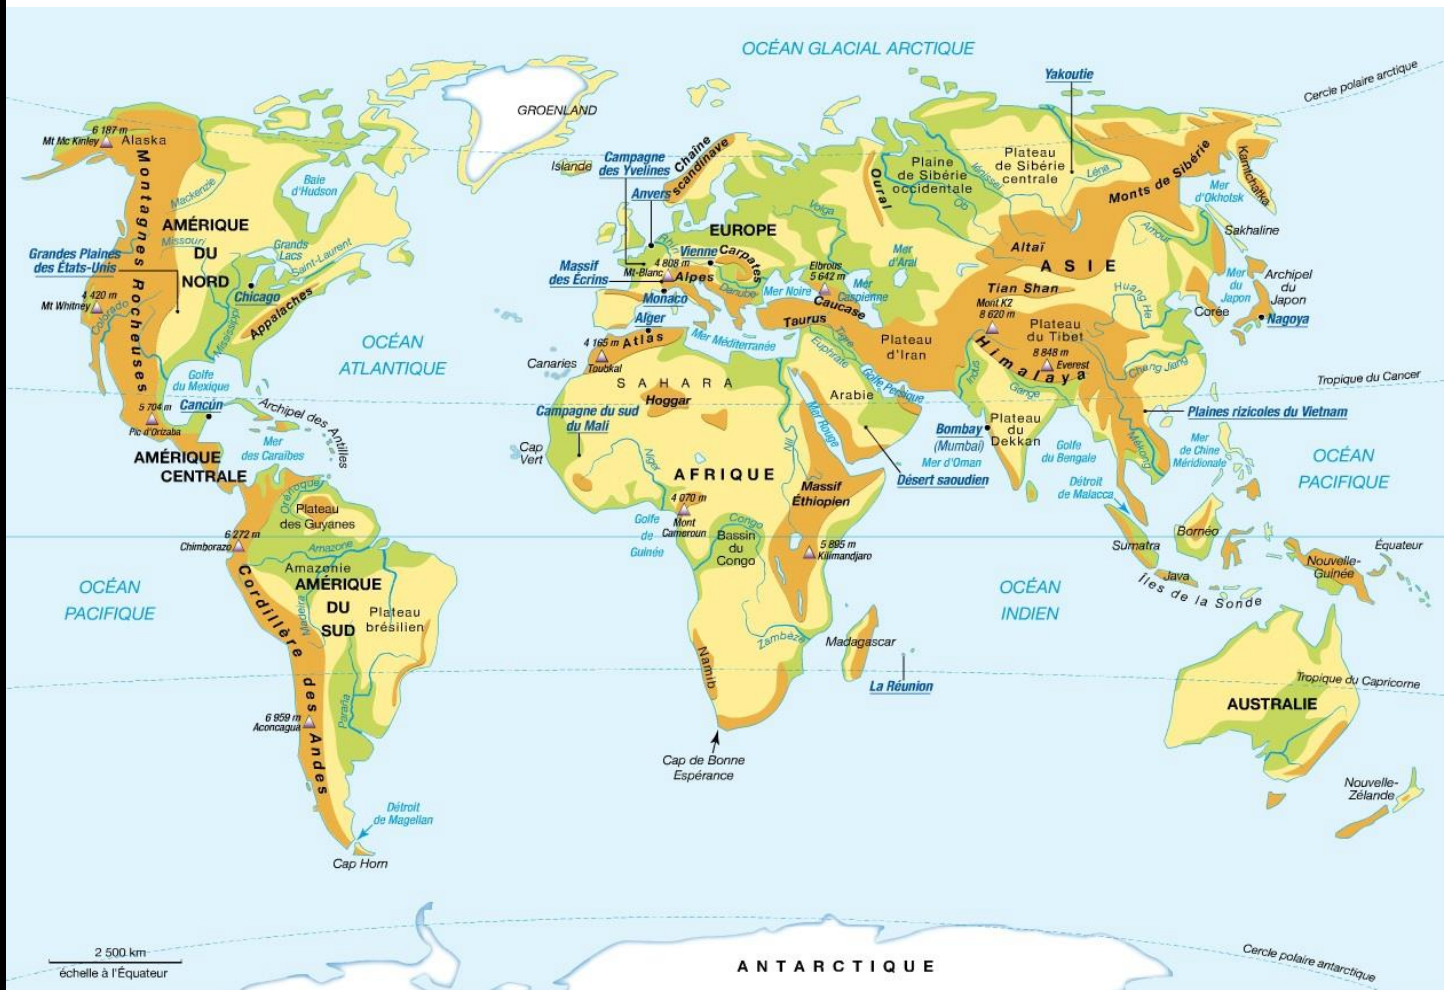 OCÉAN GLACIAL ARCTIQUE
Cercle polaire arctique
Yakoutie
GROENLAND
Islande
Chaîne
scandinave
Campagne
des Yvelines
Anvers
6 187 m
Mt Mc Kinley
Alaska
Montagnes Rocheuses
Mackenzie
Baie
d'Hudson
AMÉRIQUE
DU
NORD
Missouri
Grands
Lacs
Saint-Laurent
Grandes Plaines
des États-Unis
Chicago
Appalaches
Mississippi
4 420 m
Mt Whitney
Colorado
Golfe
du Mexique
Cancún
5 704 m
Pic d'Orizaba
Archipel des Antilles
Mer
des Caraïbes
AMÉRIQUE
CENTRALE
OCÉAN
ATLANTIQUE
EUROPE
Rhin
Vienne
Carpates
4 808 m
Mt-Blanc
Alpes
Massif
des Écrins
Monaco
Danube
Mer Noire
Elbrous
5 642 m
Caucase
Mer
Caspienne
Mer
d'Aral
Volga
Oural
Plaine
de Sibérie
occidentale
Iénisseï
Ob
Plateau
de Sibérie
centrale
Léna
Monts de Sibérie
Kamtchatka
Mer
d'Okhotsk
Sakhaline
Amour
Altaï
ASIE
Tian Shan
Mont K2
8 620 m
Plateau
du Tibet
Huang He
Corée
Mer
du
Japon
Archipel
du
Japon
Nagoya
Alger
4 165 m
Toubkal
Atlas
Mer Méditerranée
Taurus
Tigre
Euphrate
Plateau
d'Iran
Golfe Persique
Himalaya
8 848 m
Everest
Indus
Gange
Cheng Jiang
Tropique du Cancer
Canaries
SAHARA
Hoggar
Campagne du sud
du Mali
Cap
Vert
Niger
AFRIQUE
Nil
Mer Rouge
Arabie
Désert saoudien
Bombay
(Mumbai)
Mer d'Oman
Plateau
du
Dekkan
Golfe
du Bengale
Plaines rizicoles du Vietnam
Mékong
Mer
de Chine
Méridionale
Détroit
de Malacca
OCÉAN
PACIFIQUE
Massif
Éthiopien
4 070 m
Mont
Cameroun
Golfe
de
Guinée
Congo
Bassin
du
Congo
5 895 m
Kilimandjaro
Orénoque
Plateau
des Guyanes
6 272 m
Chimborazo
Amazone
Amazonie
AMÉRIQUE
DU
SUD
Madeira
Plateau
brésilien
Cordillère des Andes
Paraña
6 959 m
Aconcagua
OCÉAN
PACIFIQUE
OCÉAN
INDIEN
Sumatra
Bornéo
Java
Îles de la Sonde
Nouvelle-
Guinée
Équateur
Zambèze
Madagascar
La Réunion
Namib
Cap de Bonne
Espérance
Tropique du Capricorne
AUSTRALIE
Nouvelle-
Zélande
Détroit
de Magellan
Cap Horn
2 500 km
échelle à l'Équateur
ANTARCTIQUE
Cercle polaire antarctique